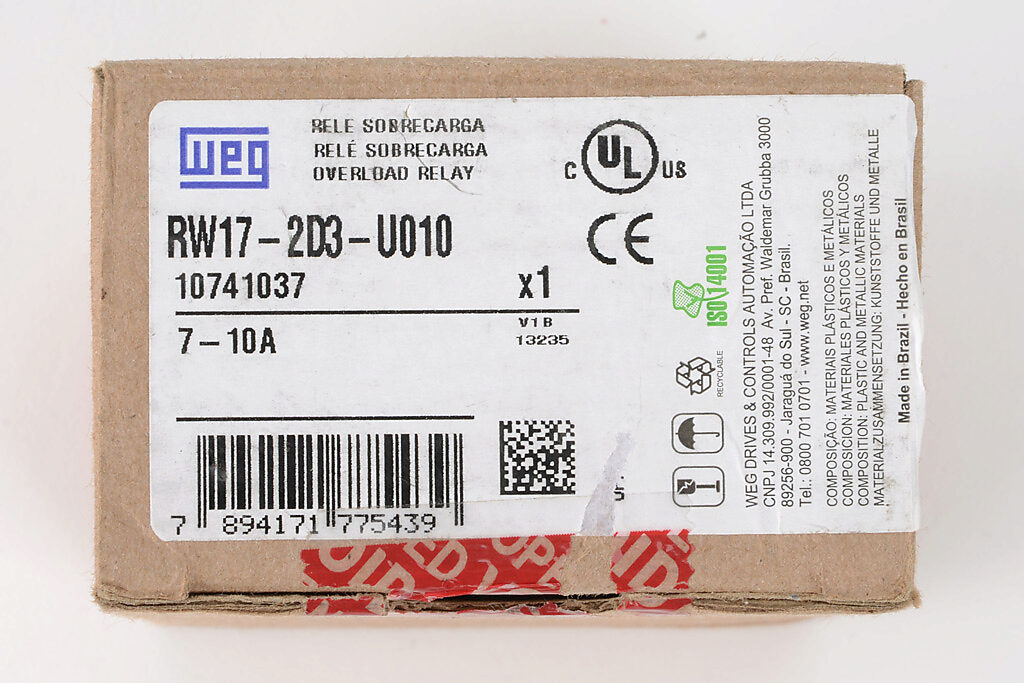 weg
RELE SOBRECARGA
RELÉ SOBRECARGA
OVERLOAD RELAY
C UL US
RW17-2D3-U010
CE
10741037
x1
7-10A
V1B
13235
7 894171 775439
ISO 14001
RECYCLABLE
WEG DRIVES & CONTROLS AUTOMAÇÃO LTDA
CNPJ 14.309.992/0001-48 Av. Pref. Waldemar Grubba 3000
89256-900 - Jaraguá do Sul - SC - Brasil.
Tel.: 0800 701 0701 - www.weg.net
COMPOSIÇÃO: MATERIAIS PLÁSTICOS E METÁLICOS
COMPOSICION: MATERIALES PLÁSTICOS Y METÁLICOS
COMPOSITION: PLASTIC AND METALLIC MATERIALS
MATERIALZUSAMMENSETZUNG: KUNSTSTOFFE UND METALLE
Made in Brazil - Hecho en Brasil